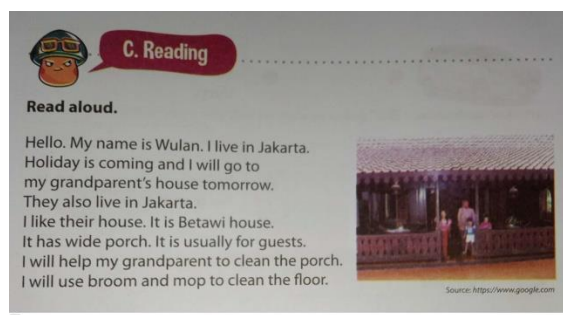 C. Reading
Read aloud.
Hello. My name is Wulan. I live in Jakarta.
Holiday is coming and I will go to
my grandparent's house tomorrow.
They also live in Jakarta.
I like their house. It is Betawi house.
It has wide porch. It is usually for guests.
I will help my grandparent to clean the porch.
I will use broom and mop to clean the floor.
Source: https://www.google.com